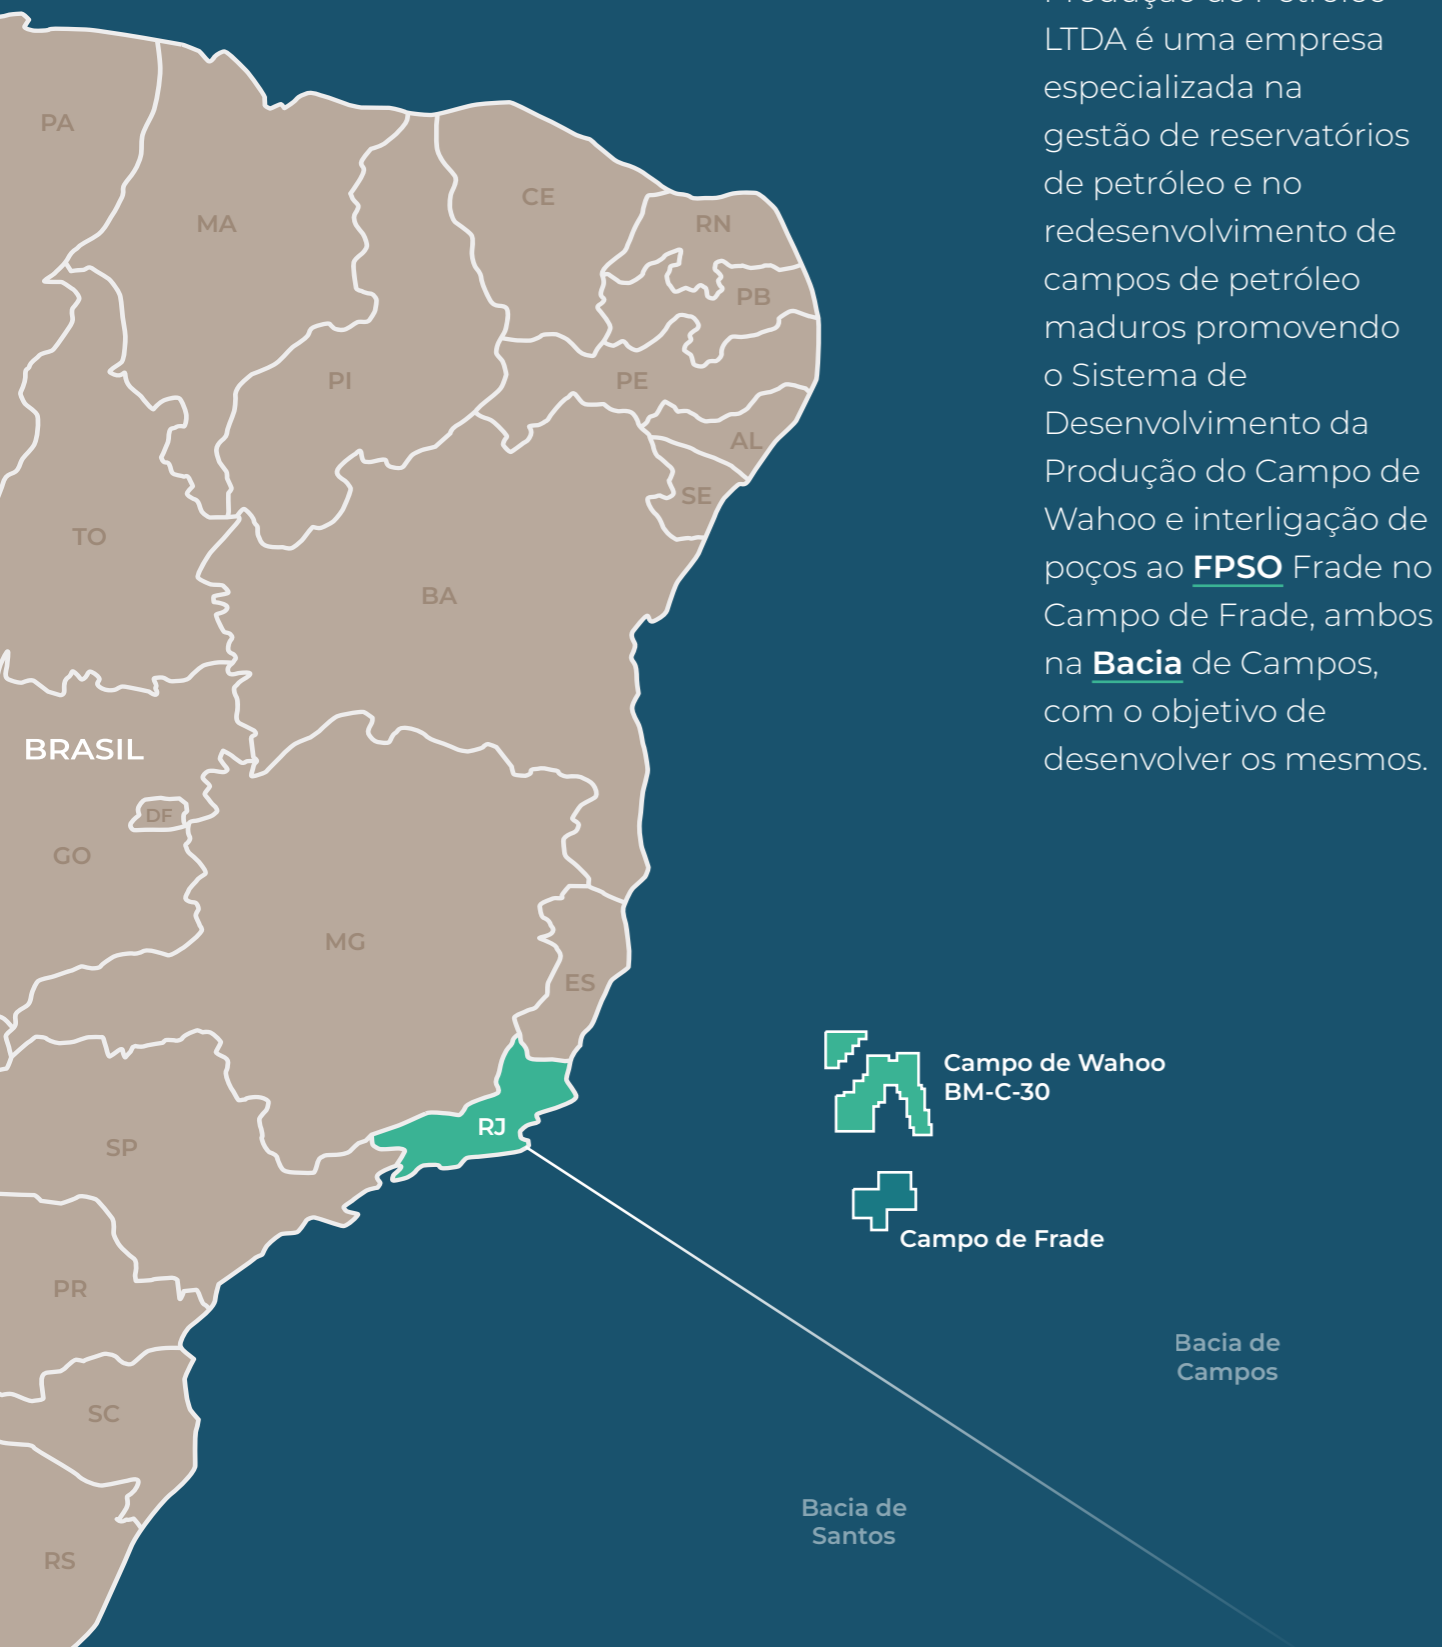 LTDA é uma empresa
especializada na
gestão de reservatórios
de petróleo e no
redesenvolvimento de
campos de petróleo
maduros promovendo
o Sistema de
Desenvolvimento da
Produção do Campo de
Wahoo e interligação de
poços ao FPSO Frade no
Campo de Frade, ambos
na Bacia de Campos,
com o objetivo de
desenvolver os mesmos.
PA
MA
CE
RN
PB
PI
PE
AL
SE
TO
BA
BRASIL
DF
GO
MG
ES
RJ
SP
PR
SC
RS
Campo de Wahoo
BM-C-30
Campo de Frade
Bacia de
Campos
Bacia de
Santos